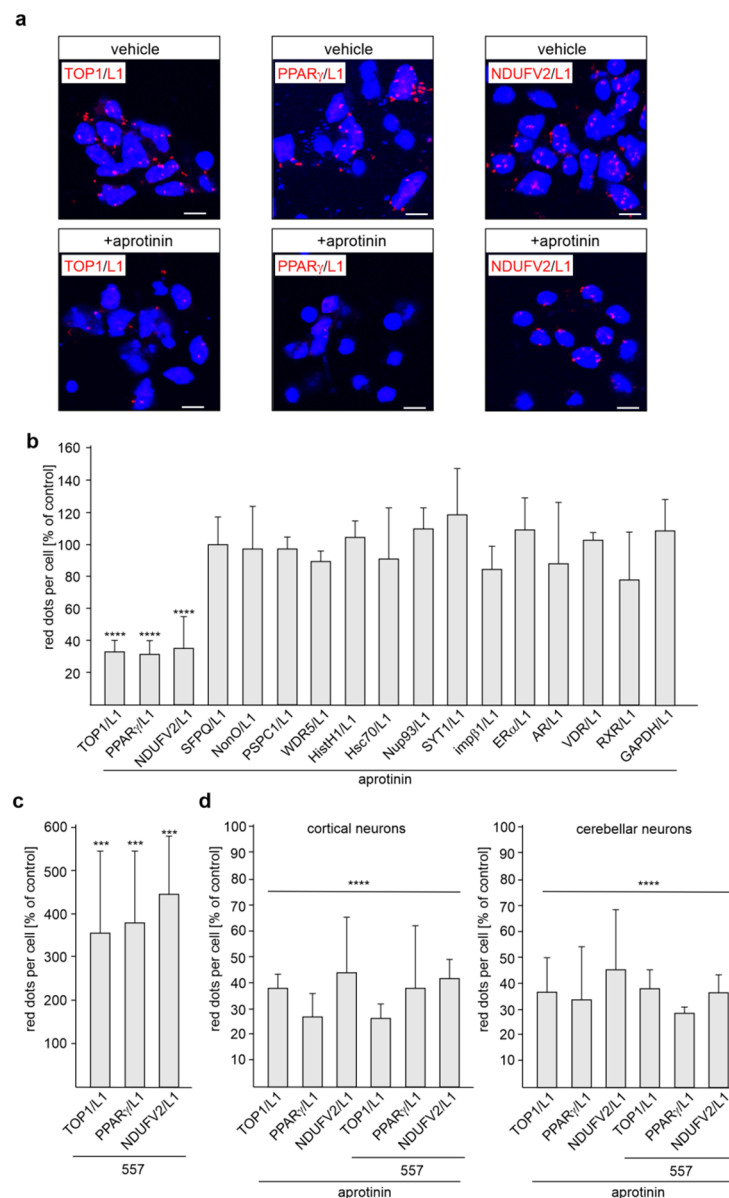 a
vehicle
vehicle
vehicle
TOP1/L1
PPARγ/L1
NDUFV2/L1
+aprotinin
+aprotinin
+aprotinin
TOP1/L1
PPARγ/L1
NDUFV2/L1
b
red dots per cell [% of control]
160
140
120
100
80
60
40
20
****
****
****
TOP1/L1
PPARγ/L1
NDUFV2/L1
SFPQ/L1
NonO/L1
PSPC1/L1
WDR5/L1
HistH1/L1
Hsc70/L1
Nup93/L1
SYT1/L1
impβ1/L1
ERα/L1
AR/L1
VDR/L1
RXR/L1
GAPDH/L1
aprotinin
c
red dots per cell [% of control]
600
500
400
300
200
100
***
***
***
TOP1/L1
PPARγ/L1
NDUFV2/L1
557
d
cortical neurons
red dots per cell [% of control]
100
90
80
70
60
50
40
30
20
10
****
TOP1/L1
PPARγ/L1
NDUFV2/L1
TOP1/L1
PPARγ/L1
NDUFV2/L1
557
aprotinin
cerebellar neurons
red dots per cell [% of control]
100
90
80
70
60
50
40
30
20
10
****
TOP1/L1
PPARγ/L1
NDUFV2/L1
TOP1/L1
PPARγ/L1
NDUFV2/L1
557
aprotinin